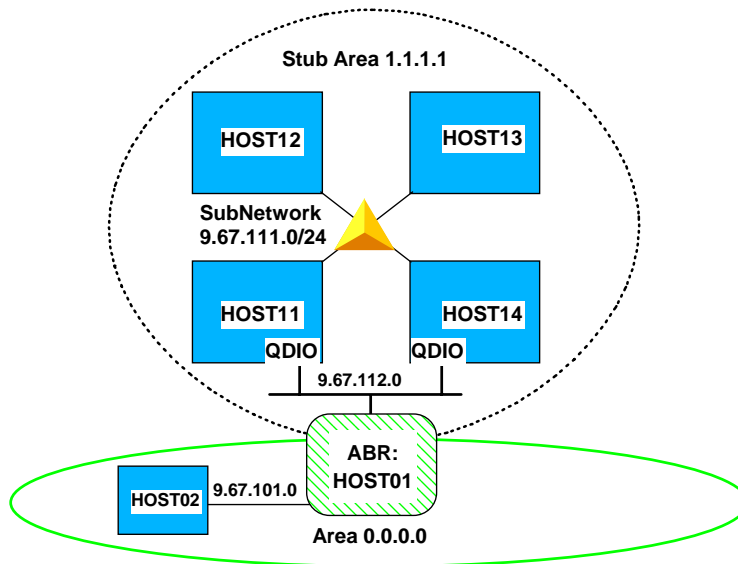 Stub Area 1.1.1.1
HOST12
HOST13
SubNetwork
9.67.111.0/24
HOST11
HOST14
QDIO
QDIO
9.67.112.0
ABR:
HOST01
HOST02
9.67.101.0
Area 0.0.0.0